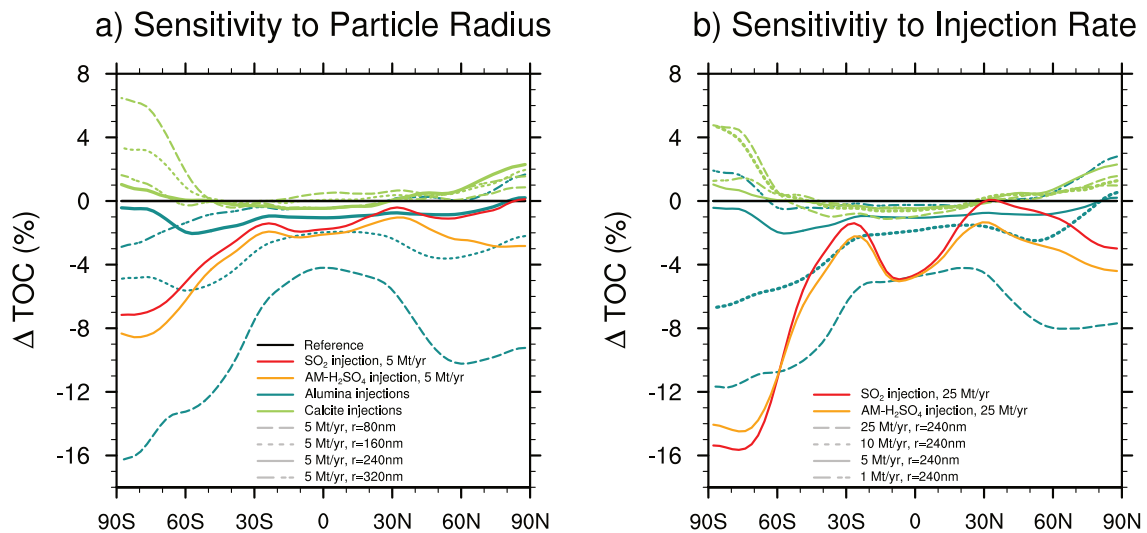 a) Sensitivity to Particle Radius
8
4
0
-4
-8
-12
-16
Δ TOC (%)
Reference
SO₂ injection, 5 Mt/yr
AM-H₂SO₄ injection, 5 Mt/yr
Alumina injections
Calcite injections
5 Mt/yr, r=80nm
5 Mt/yr, r=160nm
5 Mt/yr, r=240nm
5 Mt/yr, r=320nm
90S 60S 30S 0 30N 60N 90N
b) Sensitivitiy to Injection Rate
8
4
0
-4
-8
-12
-16
Δ TOC (%)
SO₂ injection, 25 Mt/yr
AM-H₂SO₄ injection, 25 Mt/yr
25 Mt/yr, r=240nm
10 Mt/yr, r=240nm
5 Mt/yr, r=240nm
1 Mt/yr, r=240nm
90S 60S 30S 0 30N 60N 90N